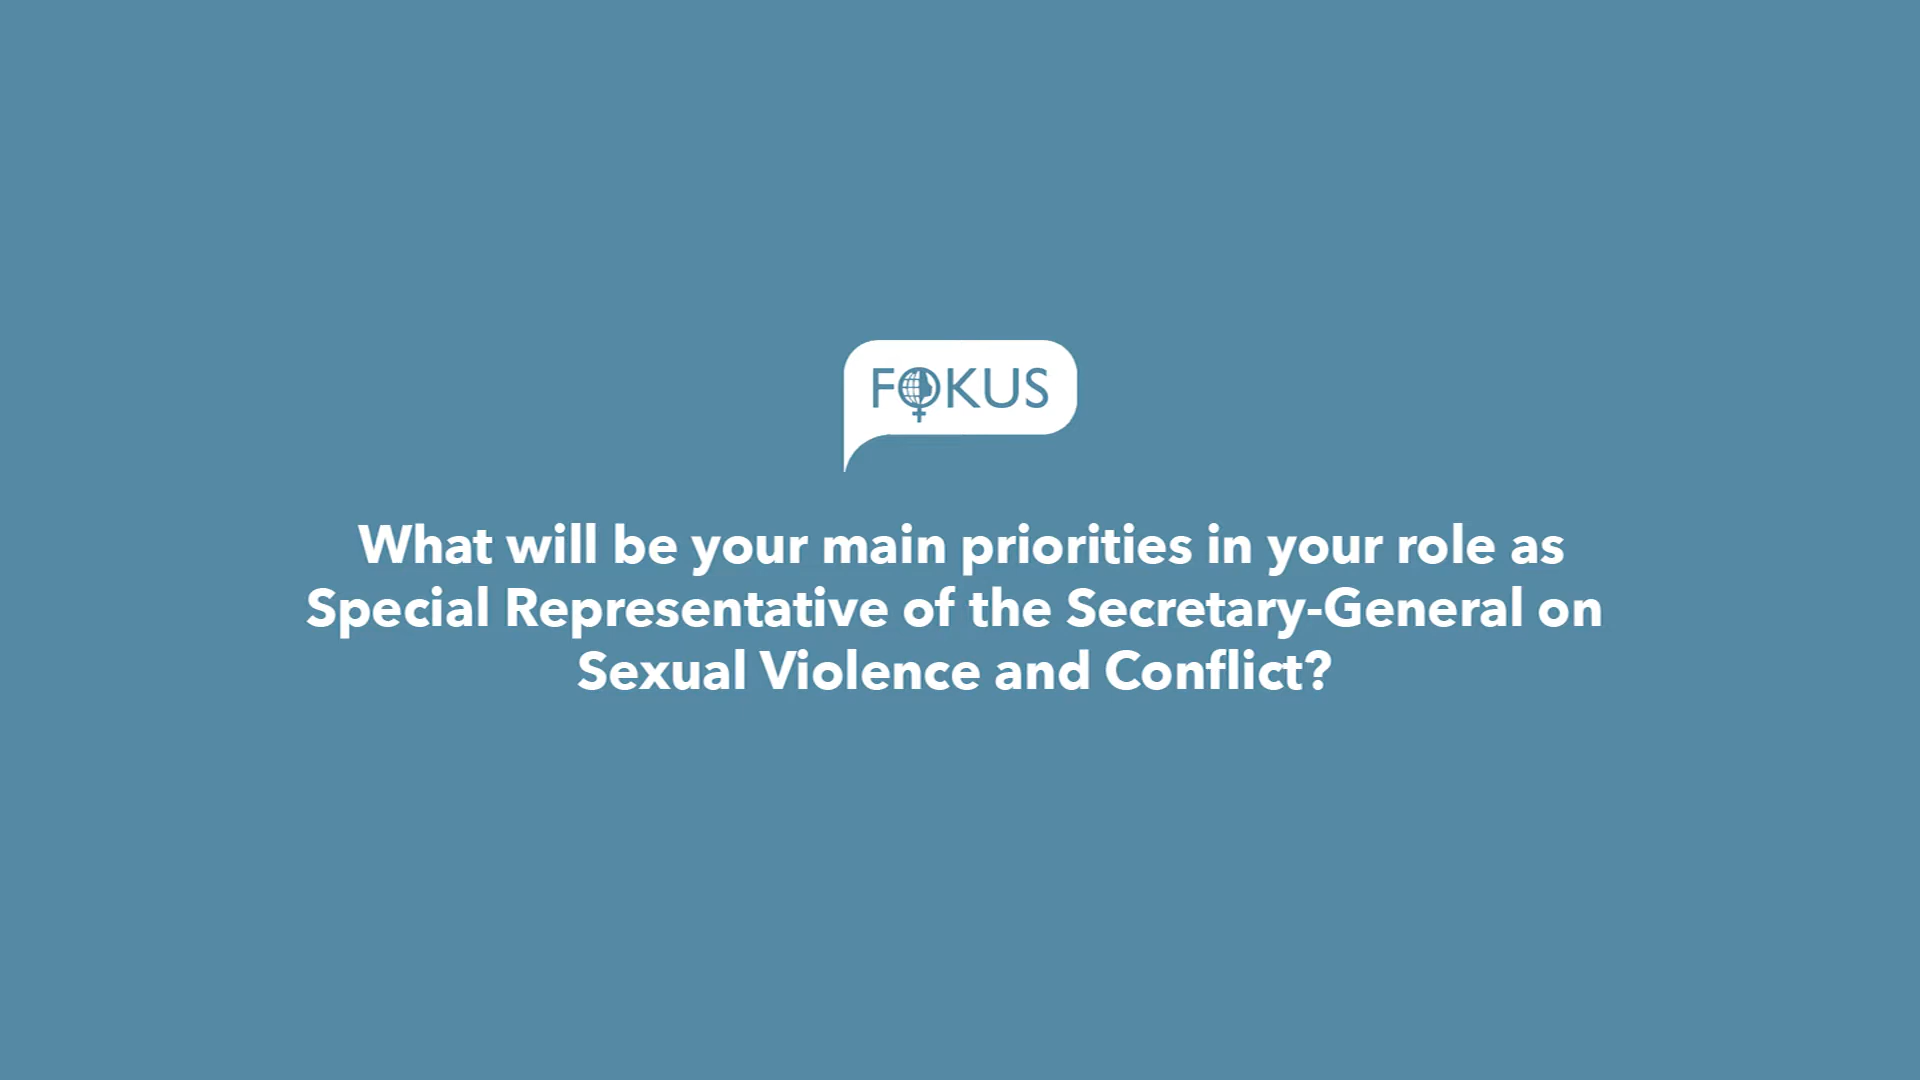 FOKUS
What will be your main priorities in your role as
Special Representative of the Secretary-General on
Sexual Violence and Conflict?